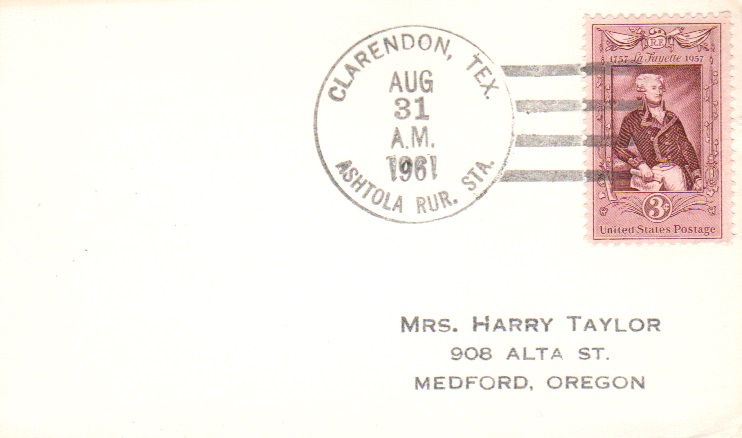 CLARENDON, TEX.
AUG
31
A.M.
1961
ASHTOLA RUR. STA.
R F
1757 La Fayette 1957
3¢
United States Postage
MRS. HARRY TAYLOR
908 ALTA ST.
MEDFORD, OREGON